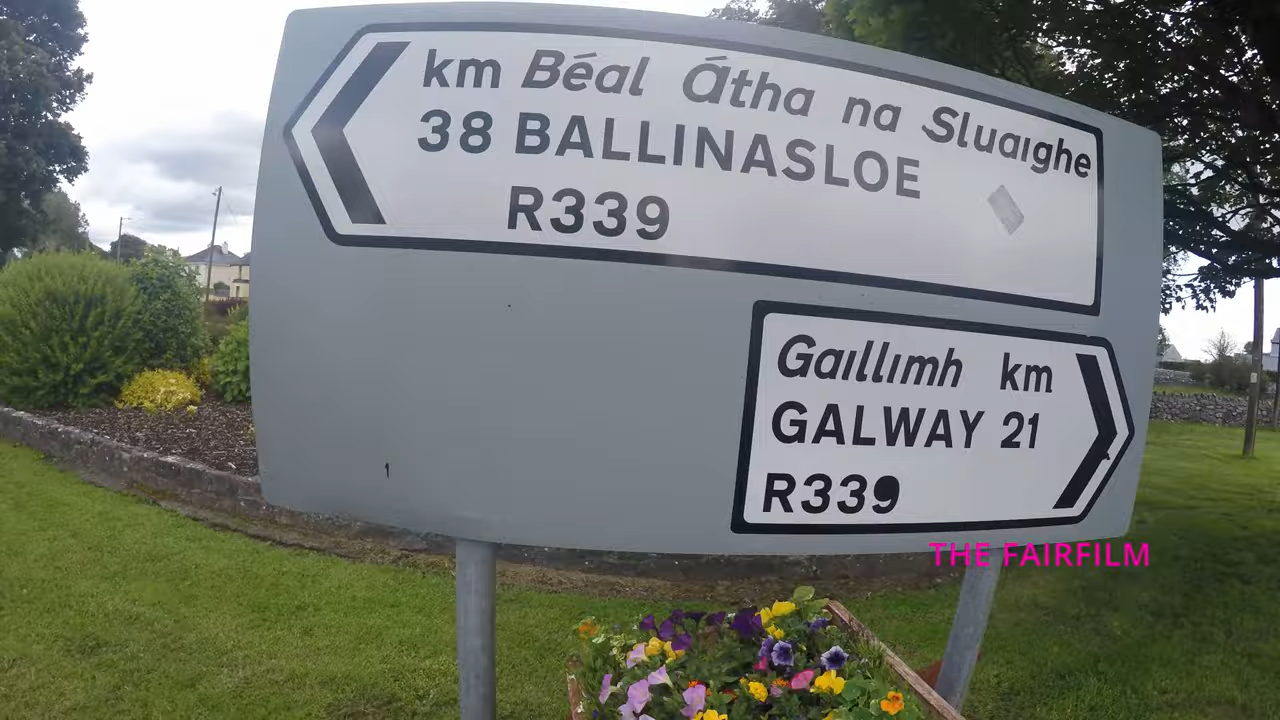 km Béal Átha na Sluaighe
38 BALLINASLOE
R339
Gaillimh km
GALWAY 21
R339
THE FAIRFILM